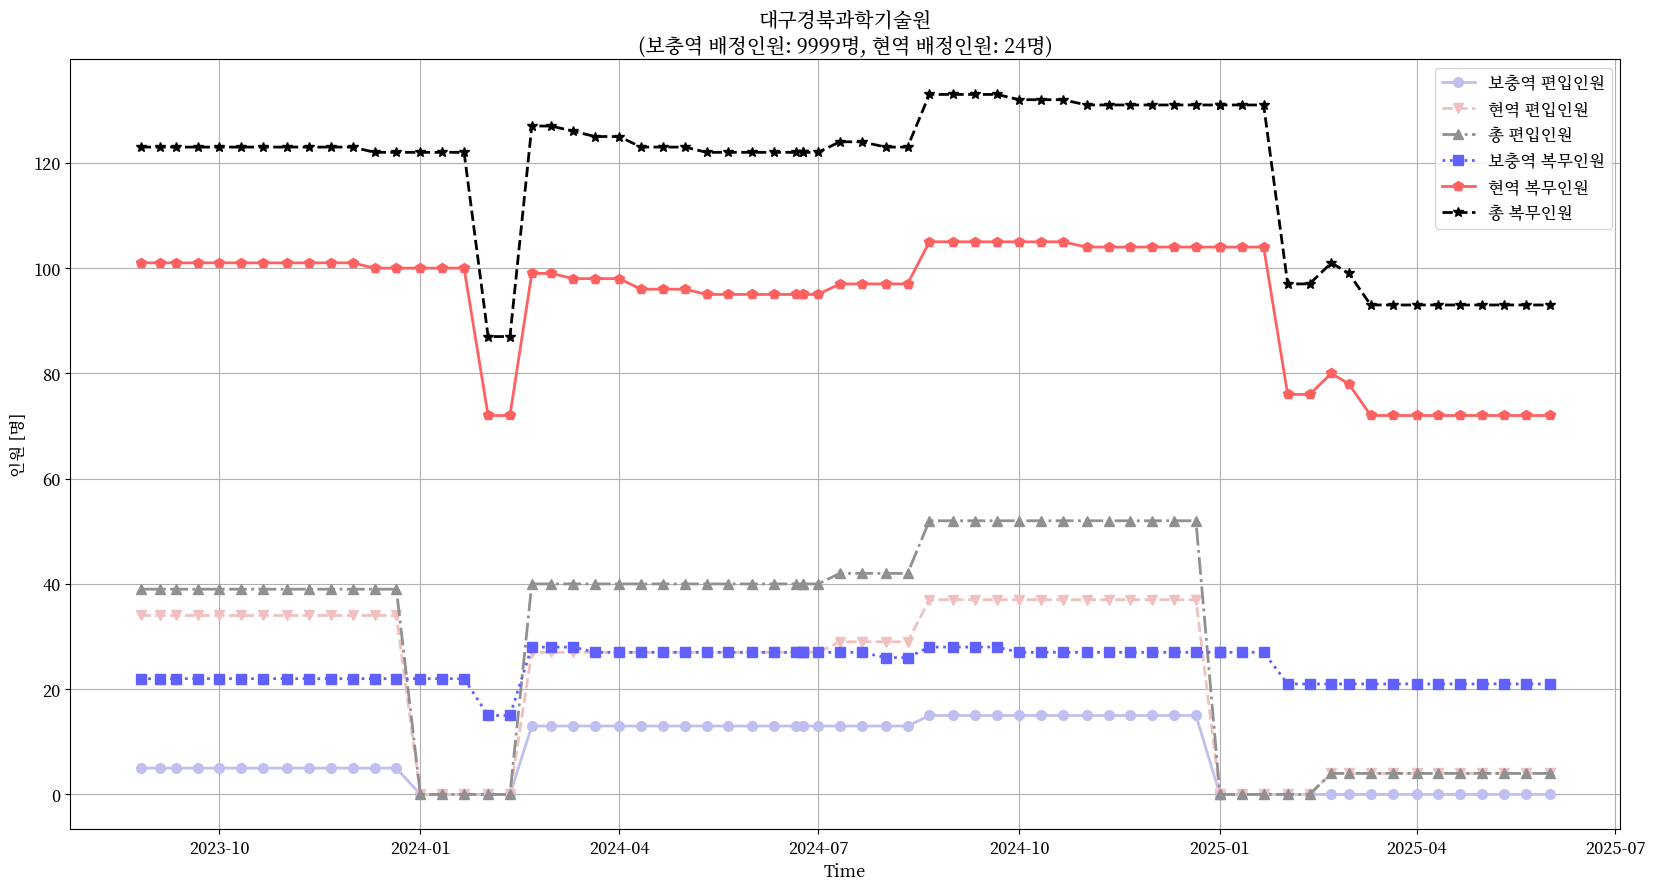 대구경북과학기술원
(보충역 배정인원: 9999명, 현역 배정인원: 24명)
보충역 편입인원
현역 편입인원
총 편입인원
보충역 복무인원
현역 복무인원
총 복무인원
인원 [명]
120
100
80
60
40
20
0
2023-10
2024-01
2024-04
2024-07
2024-10
2025-01
2025-04
2025-07
Time